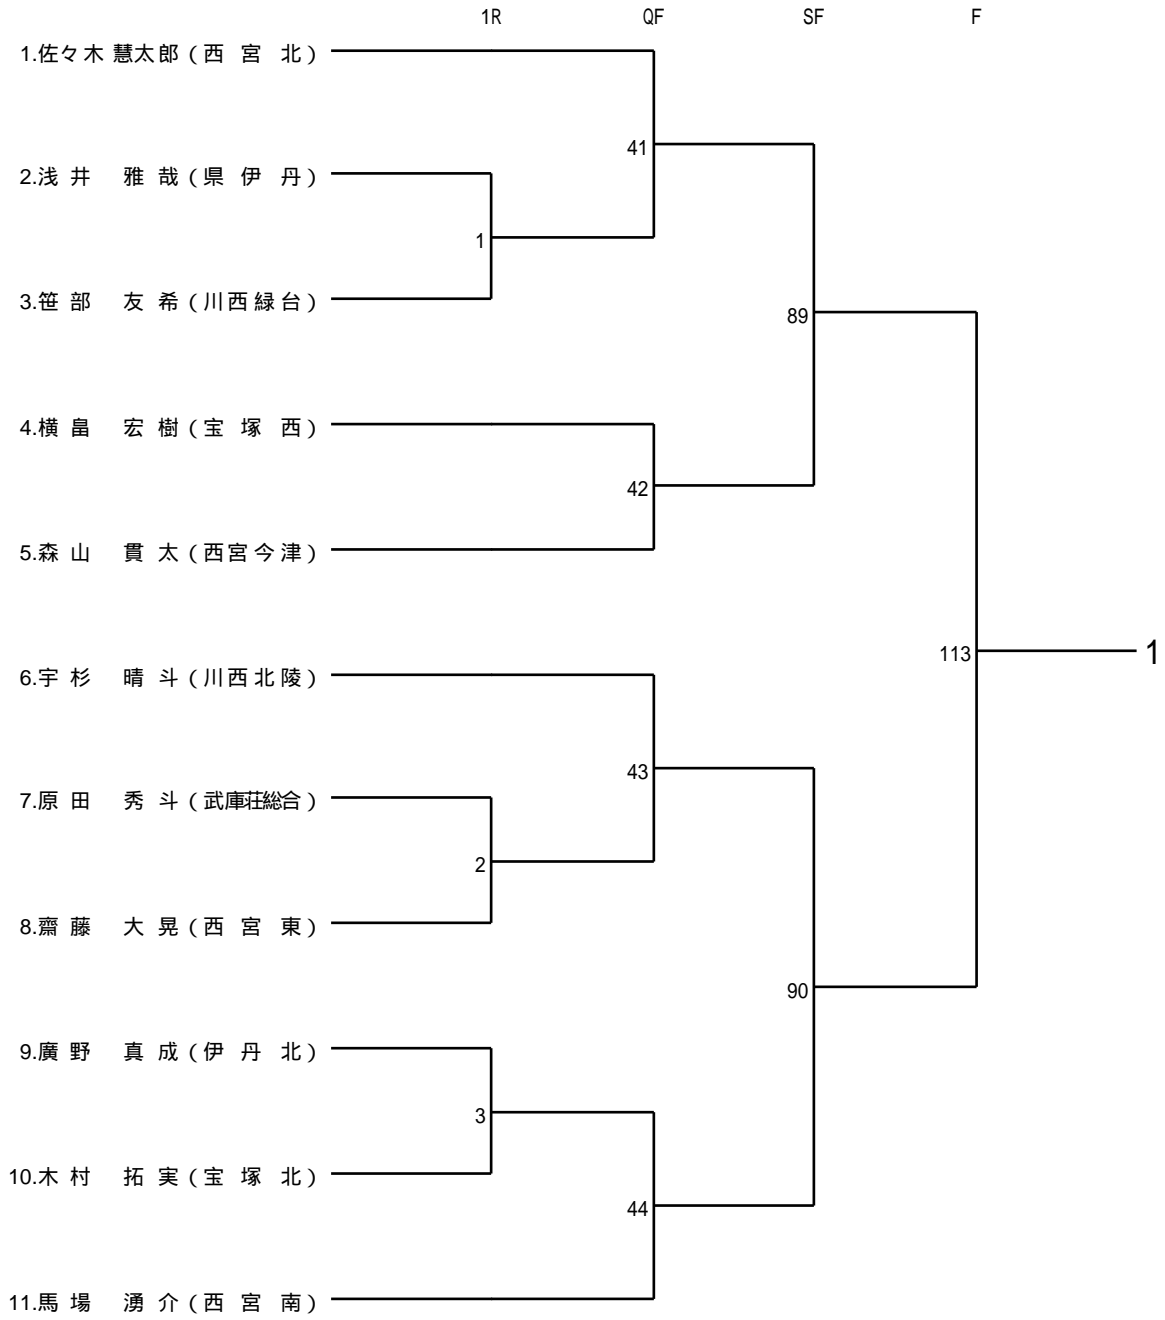 1R QF SF F
1.佐々木 慧太郎 (西 宮 北)
41
2.浅 井 雅 哉 (県 伊 丹)
1
3.笹 部 友 希 (川西緑台)
89
4.横 畠 宏 樹 (宝 塚 西)
42
5.森 山 貫 太 (西宮今津)
113 1
6.宇 杉 晴 斗 (川西北陵)
43
7.原 田 秀 斗 (武庫荘総合)
2
8.齋 藤 大 晃 (西 宮 東)
90
9.廣 野 真 成 (伊 丹 北)
3
10.木 村 拓 実 (宝 塚 北)
44
11.馬 場 湧 介 (西 宮 南)